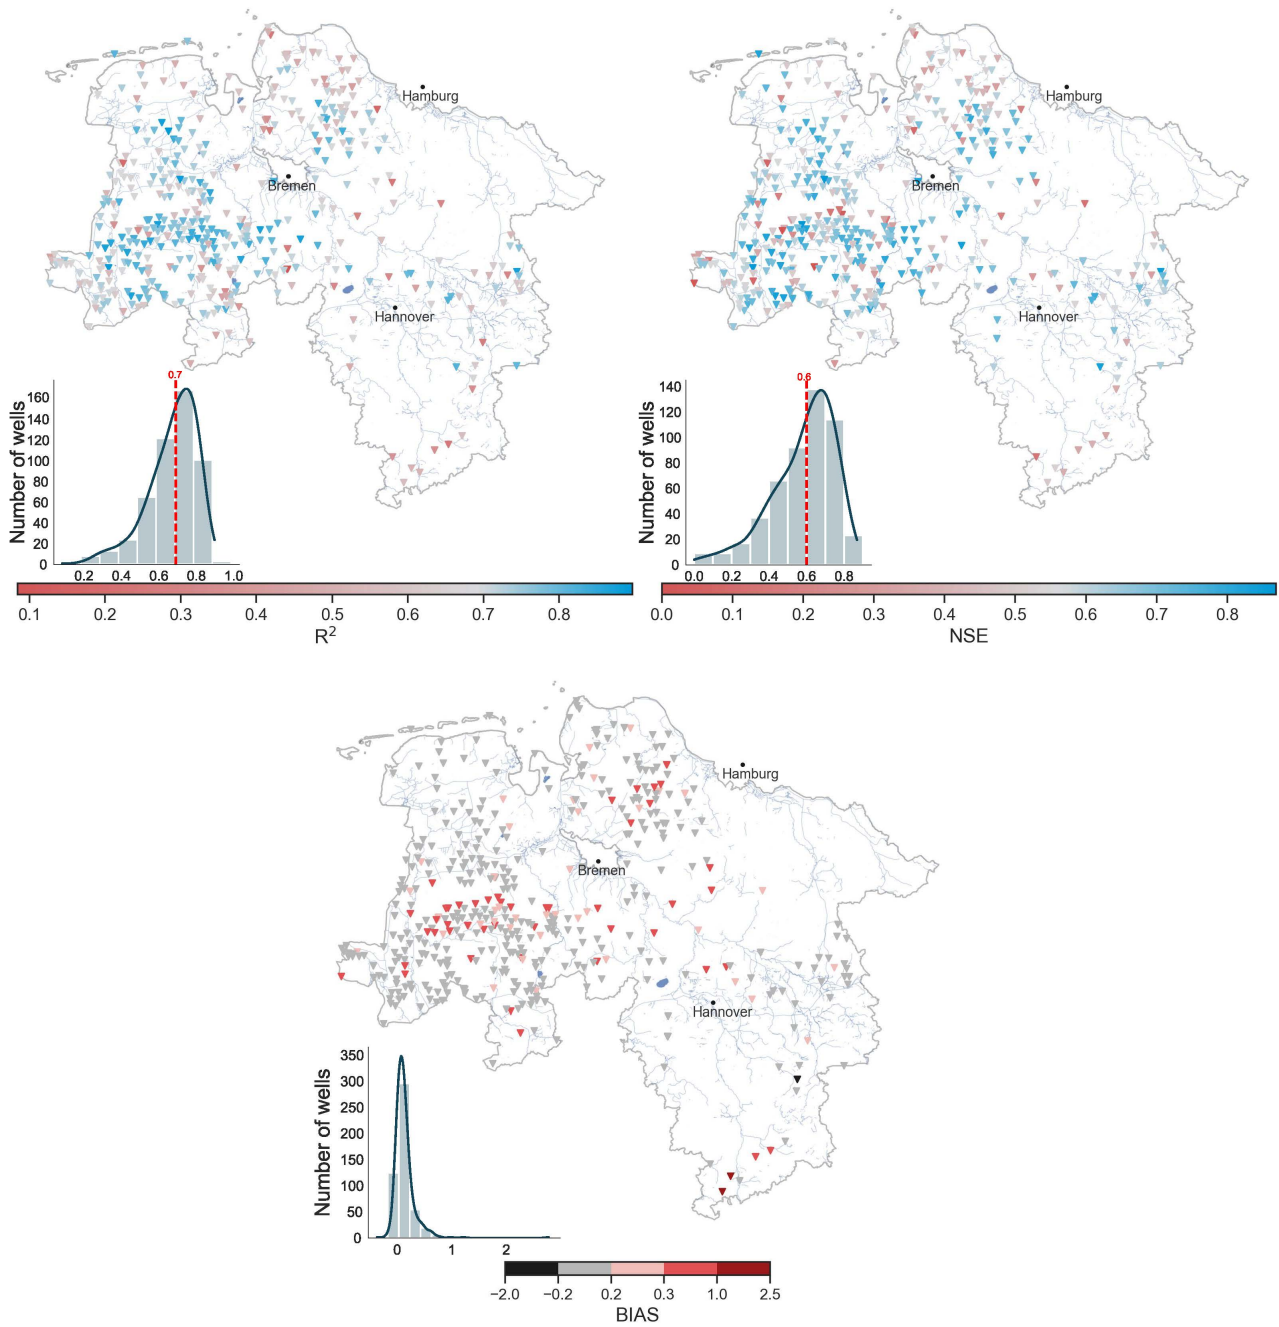 Hamburg
Bremen
Hannover
0.7
160
140
120
100
80
60
40
20
0
Number of wells
0.2 0.4 0.6 0.8 1.0
0.1 0.2 0.3 0.4 0.5 0.6 0.7 0.8
R²
Hamburg
Bremen
Hannover
0.6
140
120
100
80
60
40
20
0
Number of wells
0.0 0.2 0.4 0.6 0.8
0.0 0.1 0.2 0.3 0.4 0.5 0.6 0.7 0.8
NSE
Hamburg
Bremen
Hannover
350
300
250
200
150
100
50
0
Number of wells
0 1 2
−2.0 −0.2 0.2 0.3 1.0 2.5
BIAS